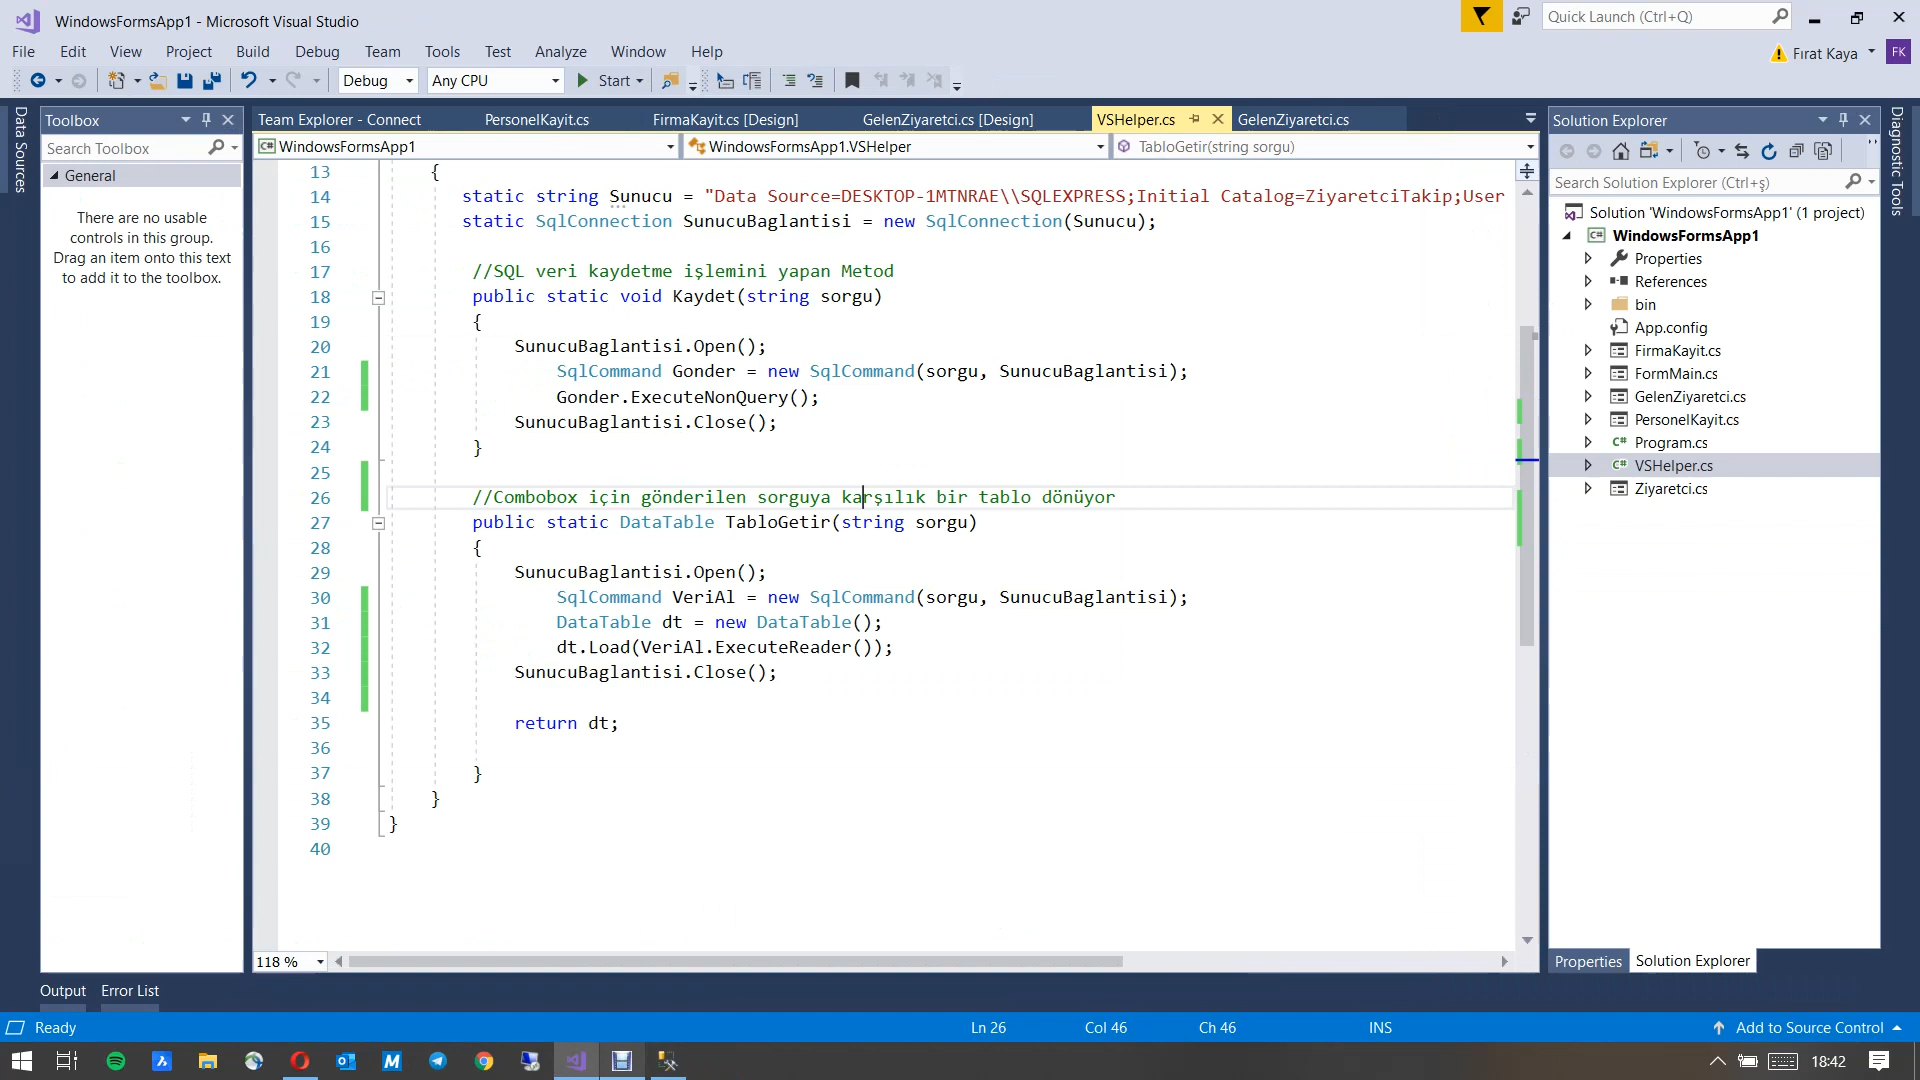 WindowsFormsApp1 - Microsoft Visual Studio
Quick Launch (Ctrl+Q)
File Edit View Project Build Debug Team Tools Test Analyze Window Help
Fırat Kaya FK
Debug Any CPU Start
Data Sources
Toolbox
Search Toolbox
General
There are no usable
controls in this group.
Drag an item onto this text
to add it to the toolbox.
Team Explorer - Connect PersonelKayit.cs FirmaKayit.cs [Design] GelenZiyaretci.cs [Design] VSHelper.cs GelenZiyaretci.cs
WindowsFormsApp1 WindowsFormsApp1.VSHelper TabloGetir(string sorgu)
13 {
14 static string Sunucu = "Data Source=DESKTOP-1MTNRAE\\SQLEXPRESS;Initial Catalog=ZiyaretciTakip;User
15 static SqlConnection SunucuBaglantisi = new SqlConnection(Sunucu);
16
17 //SQL veri kaydetme işlemini yapan Metod
18 public static void Kaydet(string sorgu)
19 {
20 SunucuBaglantisi.Open();
21 SqlCommand Gonder = new SqlCommand(sorgu, SunucuBaglantisi);
22 Gonder.ExecuteNonQuery();
23 SunucuBaglantisi.Close();
24 }
25
26 //Combobox için gönderilen sorguya karşılık bir tablo dönüyor
27 public static DataTable TabloGetir(string sorgu)
28 {
29 SunucuBaglantisi.Open();
30 SqlCommand VeriAl = new SqlCommand(sorgu, SunucuBaglantisi);
31 DataTable dt = new DataTable();
32 dt.Load(VeriAl.ExecuteReader());
33 SunucuBaglantisi.Close();
34
35 return dt;
36
37 }
38 }
39 }
40
118 %
Solution Explorer
Search Solution Explorer (Ctrl+ş)
Solution 'WindowsFormsApp1' (1 project)
C# WindowsFormsApp1
Properties
References
bin
App.config
FirmaKayit.cs
FormMain.cs
GelenZiyaretci.cs
PersonelKayit.cs
C# Program.cs
C# VSHelper.cs
Ziyaretci.cs
Properties Solution Explorer
Diagnostic Tools
Output Error List
Ready Ln 26 Col 46 Ch 46 INS Add to Source Control
18:42